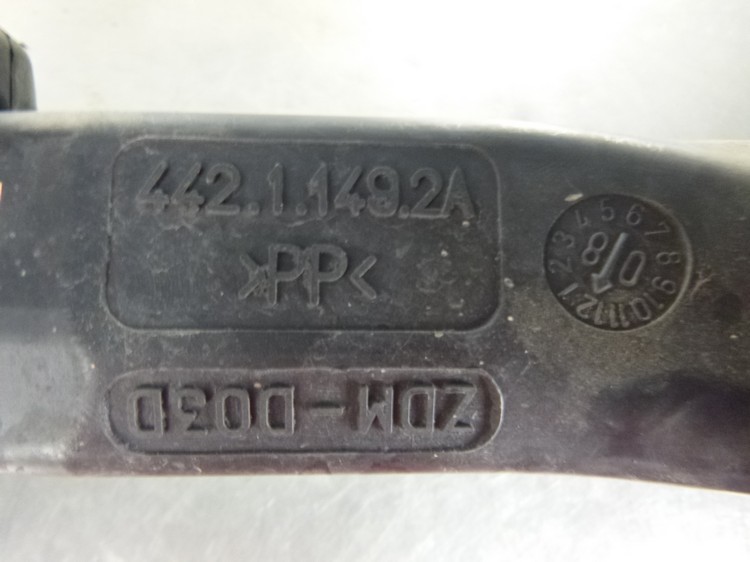 442.1.149.2A
>PP<
1 2 3 4 5 6 7 8 9 10 11 12
8 0
ZDM-D03D